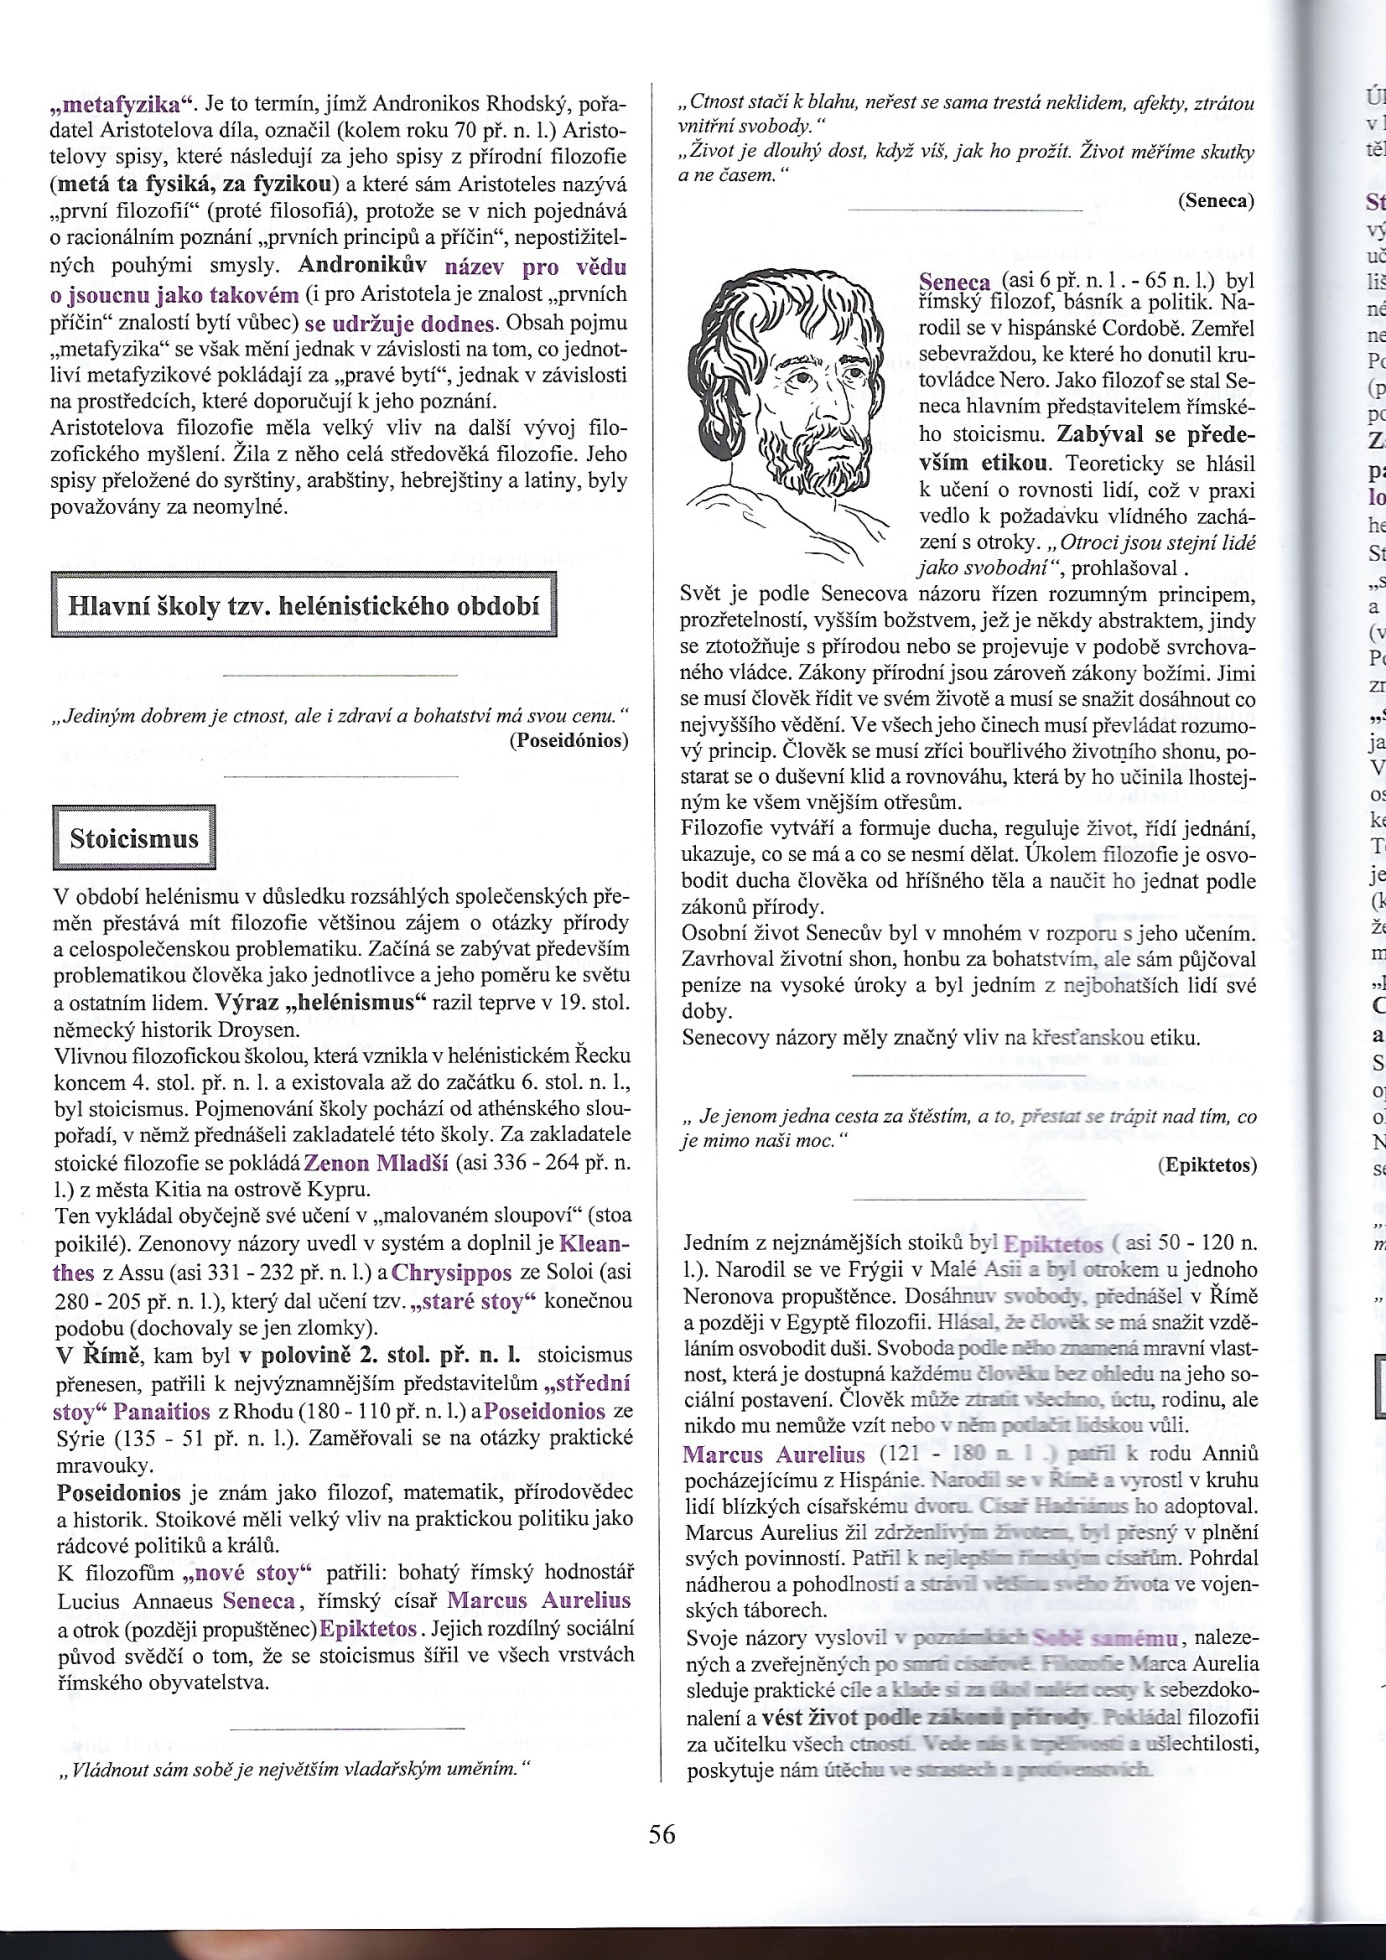 „metafyzika“. Je to termín, jímž Andronikos Rhodský, pořa-
datel Aristotelova díla, označil (kolem roku 70 př. n. l.) Aristo-
telovy spisy, které následují za jeho spisy z přírodní filozofie
(metá ta fysiká, za fyzikou) a které sám Aristoteles nazývá
„první filozofií“ (proté filosofiá), protože se v nich pojednává
o racionálním poznání „prvních principů a příčin“, nepostižitel-
ných pouhými smysly. Andronikův název pro vědu
o jsoucnu jako takovém (i pro Aristotela je znalost „prvních
příčin“ znalostí bytí vůbec) se udržuje dodnes. Obsah pojmu
„metafyzika“ se však mění jednak v závislosti na tom, co jednot-
liví metafyzikové pokládají za „pravé bytí“, jednak v závislosti
na prostředcích, které doporučují k jeho poznání.
Aristotelova filozofie měla velký vliv na další vývoj filo-
zofického myšlení. Žila z něho celá středověká filozofie. Jeho
spisy přeložené do syrštiny, arabštiny, hebrejštiny a latiny, byly
považovány za neomylné.
Hlavní školy tzv. helénistického období
„Jediným dobrem je ctnost, ale i zdraví a bohatství má svou cenu.“
(Poseidónios)
Stoicismus
V období helénismu v důsledku rozsáhlých společenských pře-
měn přestává mít filozofie většinou zájem o otázky přírody
a celospolečenskou problematiku. Začíná se zabývat především
problematikou člověka jako jednotlivce a jeho poměru ke světu
a ostatním lidem. Výraz „helénismus“ razil teprve v 19. stol.
německý historik Droysen.
Vlivnou filozofickou školou, která vznikla v helénistickém Řecku
koncem 4. stol. př. n. l. a existovala až do začátku 6. stol. n. l.,
byl stoicismus. Pojmenování školy pochází od athénského slou-
pořadí, v němž přednášeli zakladatelé této školy. Za zakladatele
stoické filozofie se pokládá Zenon Mladší (asi 336 - 264 př. n.
l.) z města Kitia na ostrově Kypru.
Ten vykládal obyčejně své učení v „malovaném sloupoví“ (stoa
poikilé). Zenonovy názory uvedl v systém a doplnil je Klean-
thes z Assu (asi 331 - 232 př. n. l.) a Chrysippos ze Soloi (asi
280 - 205 př. n. l.), který dal učení tzv. „staré stoy“ konečnou
podobu (dochovaly se jen zlomky).
V Římě, kam byl v polovině 2. stol. př. n. l. stoicismus
přenesen, patřili k nejvýznamnějším představitelům „střední
stoy“ Panaitios z Rhodu (180 - 110 př. n. l.) a Poseidonios ze
Sýrie (135 - 51 př. n. l.). Zaměřovali se na otázky praktické
mravouky.
Poseidonios je znám jako filozof, matematik, přírodovědec
a historik. Stoikové měli velký vliv na praktickou politiku jako
rádcové politiků a králů.
K filozofům „nové stoy“ patřili: bohatý římský hodnostář
Lucius Annaeus Seneca, římský císař Marcus Aurelius
a otrok (později propuštěnec) Epiktetos. Jejich rozdílný sociální
původ svědčí o tom, že se stoicismus šířil ve všech vrstvách
římského obyvatelstva.
„Vládnout sám sobě je největším vladařským uměním.“
„Ctnost stačí k blahu, neřest se sama trestá neklidem, afekty, ztrátou
vnitřní svobody.“
„Život je dlouhý dost, když víš, jak ho prožít. Život měříme skutky
a ne časem.“
(Seneca)
Seneca (asi 6 př. n. l. - 65 n. l.) byl
římský filozof, básník a politik. Na-
rodil se v hispánské Cordobě. Zemřel
sebevraždou, ke které ho donutil kru-
tovládce Nero. Jako filozof se stal Se-
neca hlavním představitelem římské-
ho stoicismu. Zabýval se přede-
vším etikou. Teoreticky se hlásil
k učení o rovnosti lidí, což v praxi
vedlo k požadavku vlídného zachá-
zení s otroky. „Otroci jsou stejní lidé
jako svobodní“, prohlašoval .
Svět je podle Senecova názoru řízen rozumným principem,
prozřetelností, vyšším božstvem, jež je někdy abstraktem, jindy
se ztotožňuje s přírodou nebo se projevuje v podobě svrchova-
ného vládce. Zákony přírodní jsou zároveň zákony božími. Jimi
se musí člověk řídit ve svém životě a musí se snažit dosáhnout co
nejvyššího vědění. Ve všech jeho činech musí převládat rozumo-
vý princip. Člověk se musí zříci bouřlivého životního shonu, po-
starat se o duševní klid a rovnováhu, která by ho učinila lhostej-
ným ke všem vnějším otřesům.
Filozofie vytváří a formuje ducha, reguluje život, řídí jednání,
ukazuje, co se má a co se nesmí dělat. Úkolem filozofie je osvo-
bodit ducha člověka od hříšného těla a naučit ho jednat podle
zákonů přírody.
Osobní život Senecův byl v mnohém v rozporu s jeho učením.
Zavrhoval životní shon, honbu za bohatstvím, ale sám půjčoval
peníze na vysoké úroky a byl jedním z nejbohatších lidí své
doby.
Senecovy názory měly značný vliv na křesťanskou etiku.
„ Je jenom jedna cesta za štěstím, a to, přestat se trápit nad tím, co
je mimo naši moc.“
(Epiktetos)
Jedním z nejznámějších stoiků byl Epiktetos ( asi 50 - 120 n.
l.). Narodil se ve Frýgii v Malé Asii a byl otrokem u jednoho
Neronova propuštěnce. Dosáhnuv svobody, přednášel v Římě
a později v Egyptě filozofii. Hlásal, že člověk se má snažit vzdě-
láním osvobodit duši. Svoboda podle něho znamená mravní vlast-
nost, která je dostupná každému člověku bez ohledu na jeho so-
ciální postavení. Člověk může ztratit všechno, úctu, rodinu, ale
nikdo mu nemůže vzít nebo v něm potlačit lidskou vůli.
Marcus Aurelius (121 - 180 n. l .) patřil k rodu Anniů
pocházejícímu z Hispánie. Narodil se v Římě a vyrostl v kruhu
lidí blízkých císařskému dvoru. Císař Hadriánus ho adoptoval.
Marcus Aurelius žil zdrženlivým životem, byl přesný v plnění
svých povinností. Patřil k nejlepším římským císařům. Pohrdal
nádherou a pohodlností a strávil většinu svého života ve vojen-
ských táborech.
Svoje názory vyslovil v poznámkách Sobě samému, naleze-
ných a zveřejněných po smrti císařově. Filozofie Marca Aurelia
sleduje praktické cíle a klade si za úkol nalézt cesty k sebezdoko-
nalení a vést život podle zákonů přírody. Pokládal filozofii
za učitelku všech ctností. Vede nás k trpělivosti a ušlechtilosti,
poskytuje nám útěchu ve strastech a protivenstvích.
56